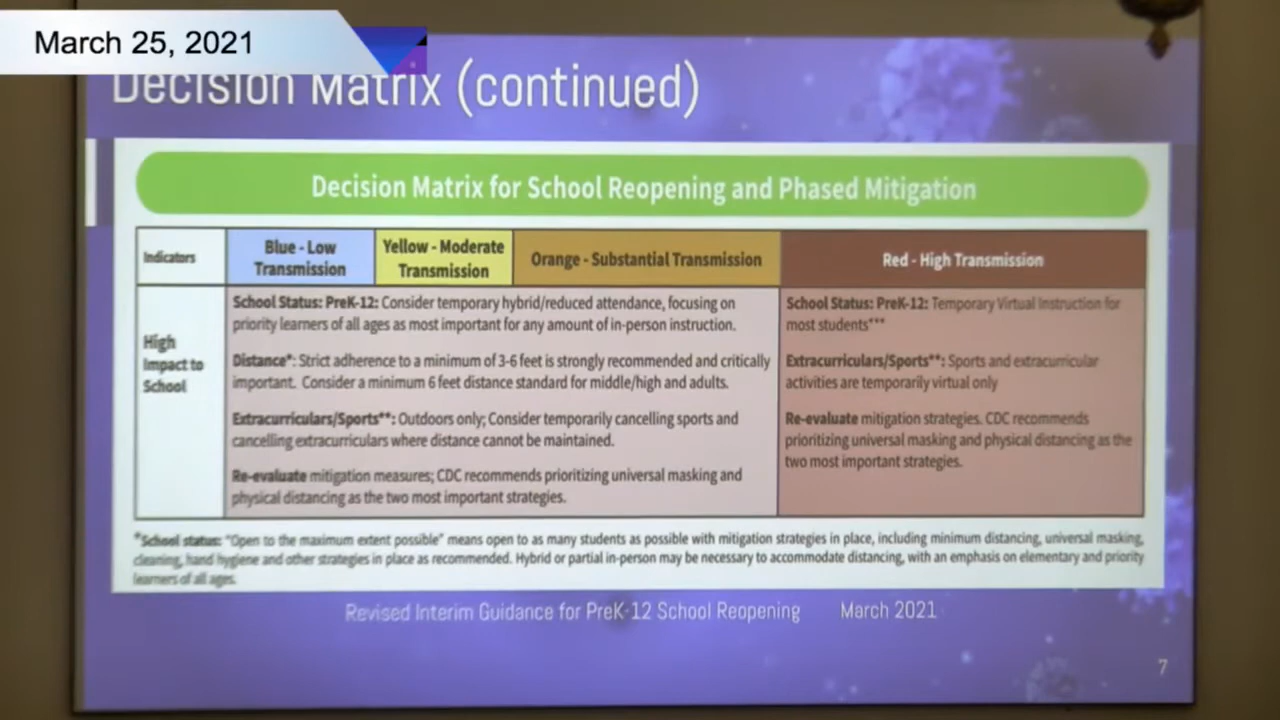 March 25, 2021
Decision Matrix (continued)
Decision Matrix for School Reopening and Phased Mitigation
Indicators
Blue - Low
Transmission
Yellow - Moderate
Transmission
Orange - Substantial Transmission
Red - High Transmission
High
Impact to
School
School Status: PreK-12: Consider temporary hybrid/reduced attendance, focusing on
priority learners of all ages as most important for any amount of in-person instruction.
Distance*: Strict adherence to a minimum of 3-6 feet is strongly recommended and critically
important. Consider a minimum 6 feet distance standard for middle/high and adults.
Extracurriculars/Sports**: Outdoors only; Consider temporarily cancelling sports and
cancelling extracurriculars where distance cannot be maintained.
Re-evaluate mitigation measures; CDC recommends prioritizing universal masking and
physical distancing as the two most important strategies.
School Status: PreK-12: Temporary Virtual Instruction for
most students***
Extracurriculars/Sports**: Sports and extracurricular
activities are temporarily virtual only
Re-evaluate mitigation strategies. CDC recommends
prioritizing universal masking and physical distancing as the
two most important strategies.
*School status: "Open to the maximum extent possible" means open to as many students as possible with mitigation strategies in place, including minimum distancing, universal masking,
cleaning, hand hygiene and other strategies in place as recommended. Hybrid or partial in-person may be necessary to accommodate distancing, with an emphasis on elementary and priority
learners of all ages.
Revised Interim Guidance for PreK-12 School Reopening March 2021
7